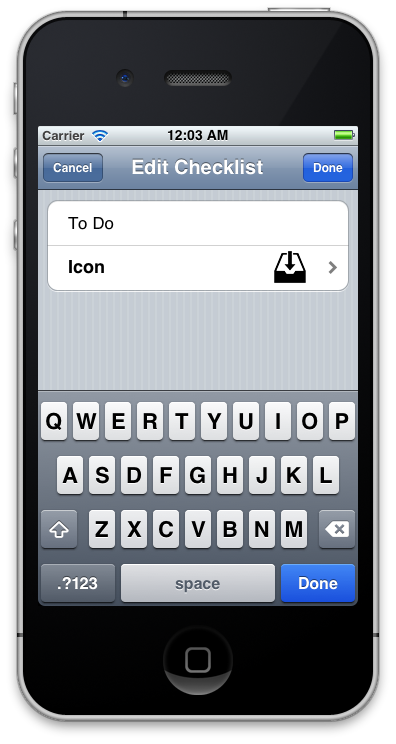 Carrier 12:03 AM
Cancel Edit Checklist Done
To Do
Icon
Q W E R T Y U I O P
A S D F G H J K L
Z X C V B N M
.?123 space Done